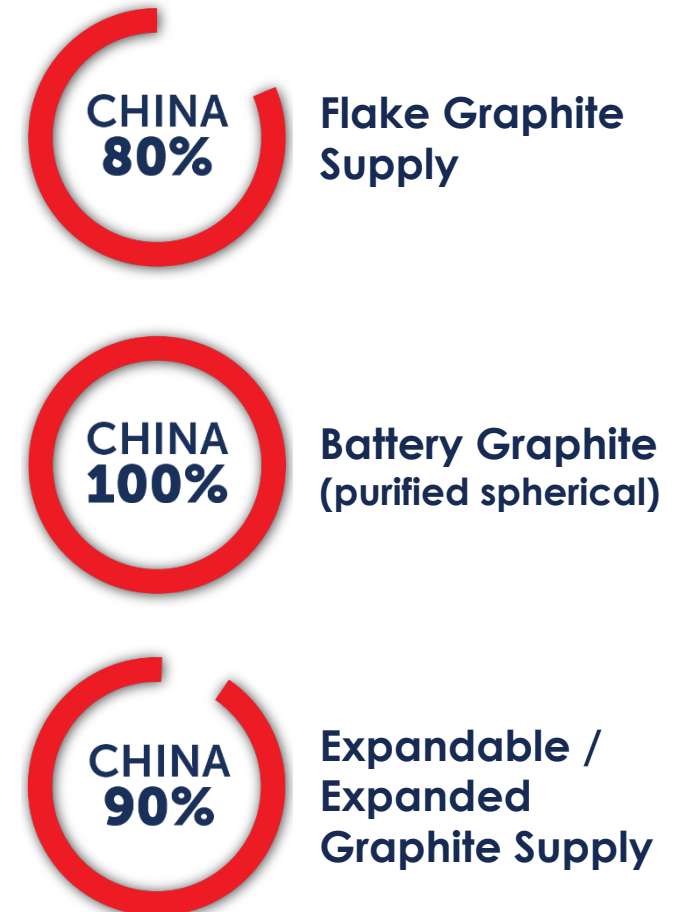 CHINA
80%
Flake Graphite
Supply
CHINA
100%
Battery Graphite
(purified spherical)
CHINA
90%
Expandable /
Expanded
Graphite Supply